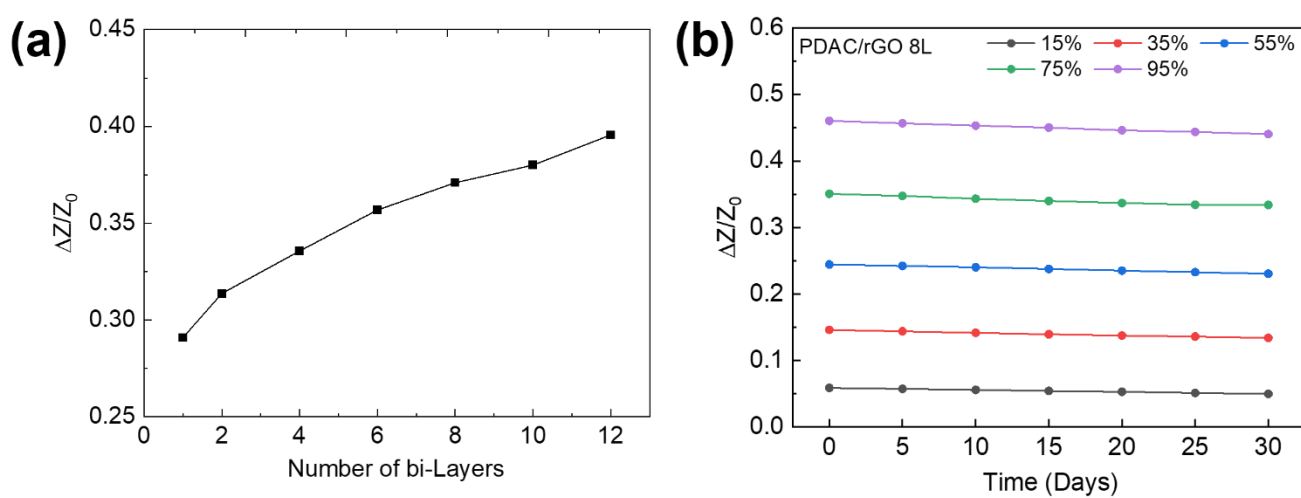 (a)
0.45
0.40
0.35
0.30
0.25
ΔZ/Z₀
0 2 4 6 8 10 12
Number of bi-Layers
(b)
PDAC/rGO 8L
15% 35% 55%
75% 95%
0.6
0.5
0.4
0.3
0.2
0.1
0.0
ΔZ/Z₀
0 5 10 15 20 25 30
Time (Days)